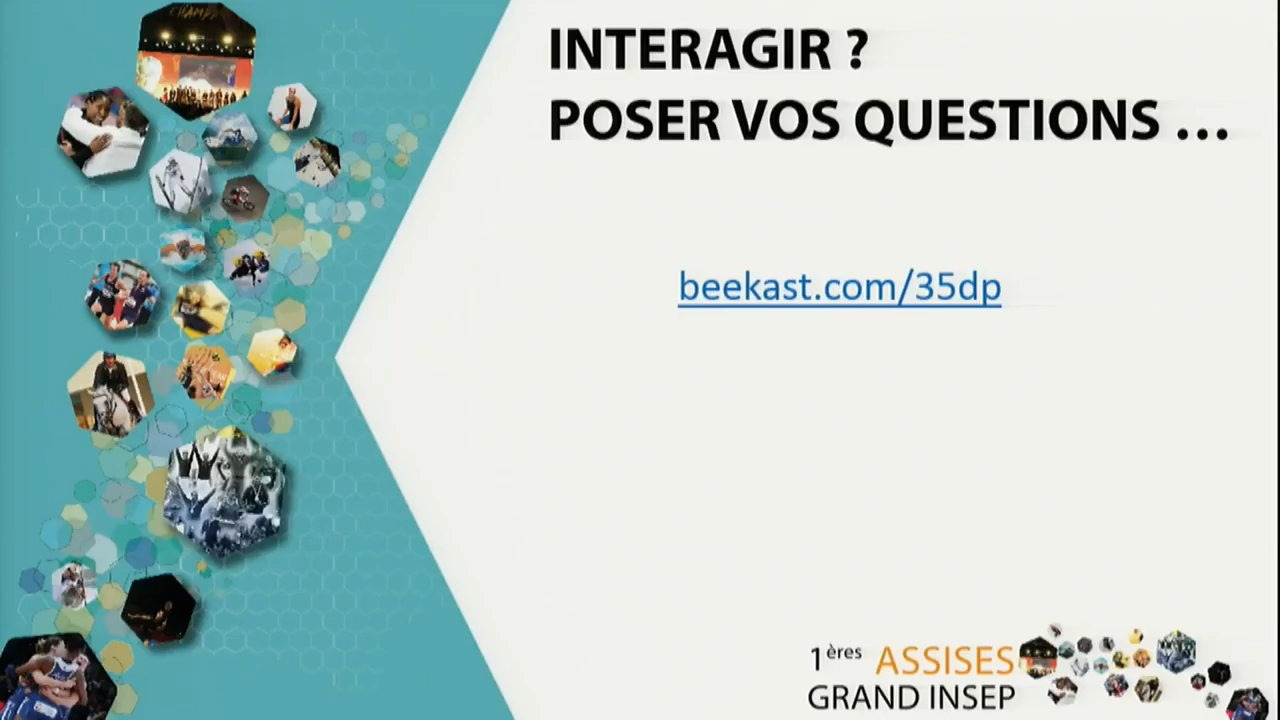 INTERAGIR ?
POSER VOS QUESTIONS ...
beekast.com/35dp
1ères ASSISES
GRAND INSEP